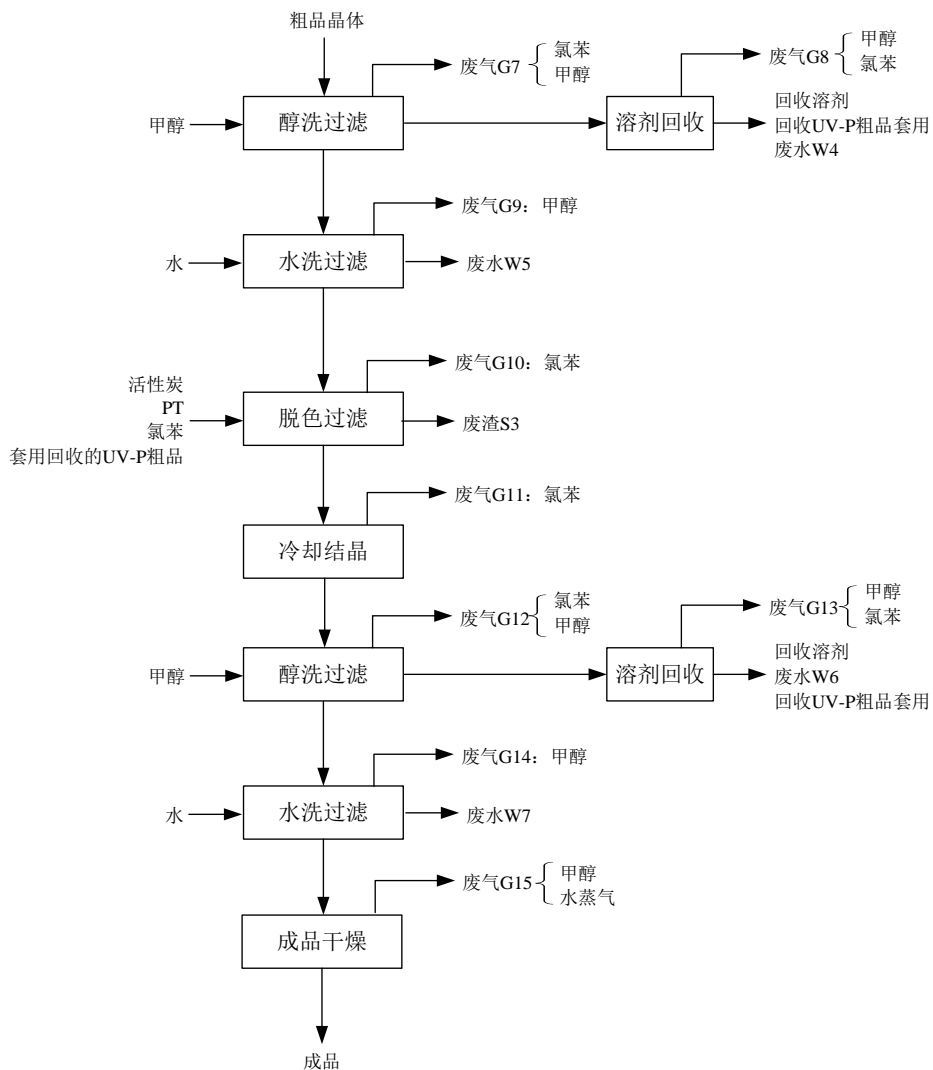 粗品晶体
废气G7
氯苯
甲醇
废气G8
甲醇
氯苯
甲醇
醇洗过滤
溶剂回收
回收溶剂
回收UV-P粗品套用
废水W4
废气G9：甲醇
水
水洗过滤
废水W5
废气G10：氯苯
活性炭
PT
氯苯
套用回收的UV-P粗品
脱色过滤
废渣S3
废气G11：氯苯
冷却结晶
废气G12
氯苯
甲醇
废气G13
甲醇
氯苯
甲醇
醇洗过滤
溶剂回收
回收溶剂
废水W6
回收UV-P粗品套用
废气G14：甲醇
水
水洗过滤
废水W7
废气G15
甲醇
水蒸气
成品干燥
成品